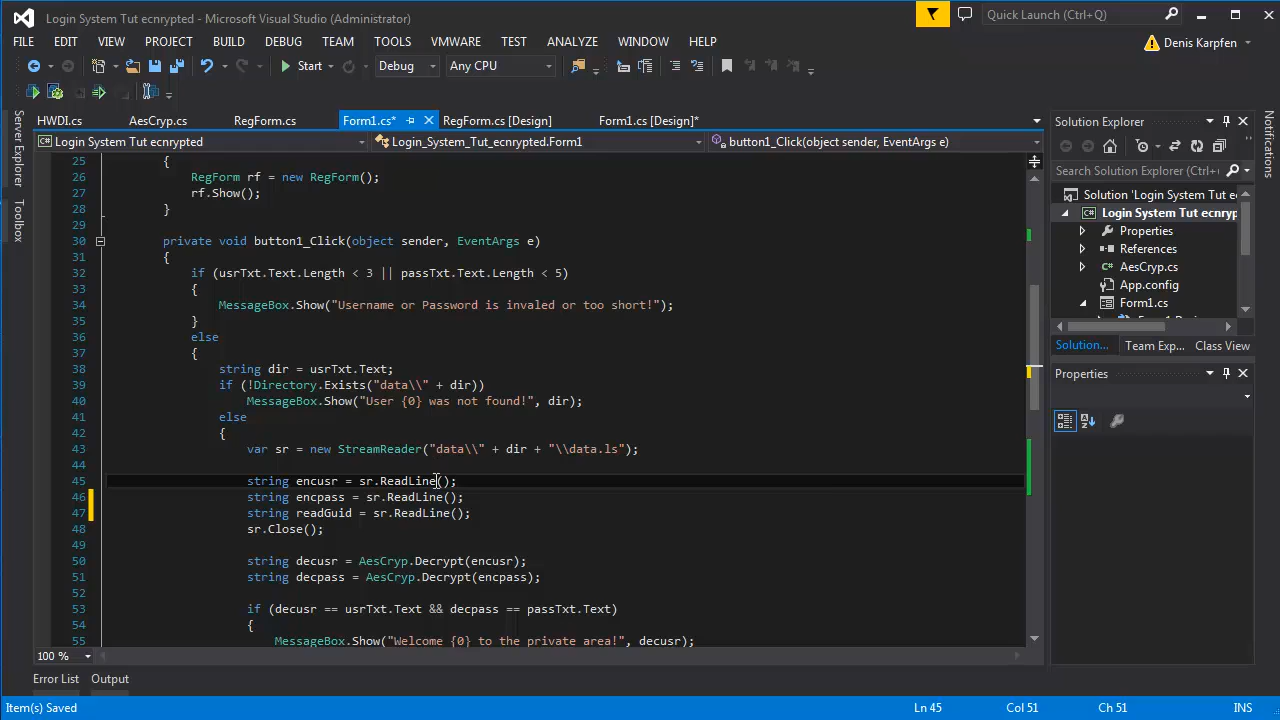 Login System Tut ecnrypted - Microsoft Visual Studio (Administrator)
Quick Launch (Ctrl+Q)
FILE EDIT VIEW PROJECT BUILD DEBUG TEAM TOOLS VMWARE TEST ANALYZE WINDOW HELP
Denis Karpfen
Start Debug Any CPU
HWDI.cs AesCryp.cs RegForm.cs Form1.cs* RegForm.cs [Design] Form1.cs [Design]*
Login System Tut ecnrypted Login_System_Tut_ecnrypted.Form1 button1_Click(object sender, EventArgs e)
Server Explorer
Toolbox
25 {
26 RegForm rf = new RegForm();
27 rf.Show();
28 }
29
30 private void button1_Click(object sender, EventArgs e)
31 {
32 if (usrTxt.Text.Length < 3 || passTxt.Text.Length < 5)
33 {
34 MessageBox.Show("Username or Password is invaled or too short!");
35 }
36 else
37 {
38 string dir = usrTxt.Text;
39 if (!Directory.Exists("data\\" + dir))
40 MessageBox.Show("User {0} was not found!", dir);
41 else
42 {
43 var sr = new StreamReader("data\\" + dir + "\\data.ls");
44
45 string encusr = sr.ReadLine();
46 string encpass = sr.ReadLine();
47 string readGuid = sr.ReadLine();
48 sr.Close();
49
50 string decusr = AesCryp.Decrypt(encusr);
51 string decpass = AesCryp.Decrypt(encpass);
52
53 if (decusr == usrTxt.Text && decpass == passTxt.Text)
54 {
55 MessageBox.Show("Welcome {0} to the private area!", decusr);
100 %
Solution Explorer
Search Solution Explorer
Solution 'Login System Tut e
Login System Tut ecnryp
Properties
References
AesCryp.cs
App.config
Form1.cs
Solution... Team Exp... Class View
Properties
Notifications
Error List Output
Item(s) Saved Ln 45 Col 51 Ch 51 INS